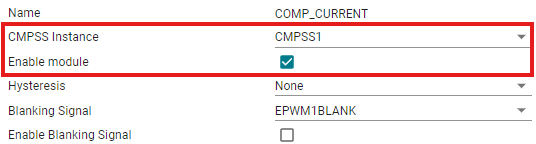 Name COMP_CURRENT
CMPSS Instance CMPSS1
Enable module
Hysteresis None
Blanking Signal EPWM1BLANK
Enable Blanking Signal